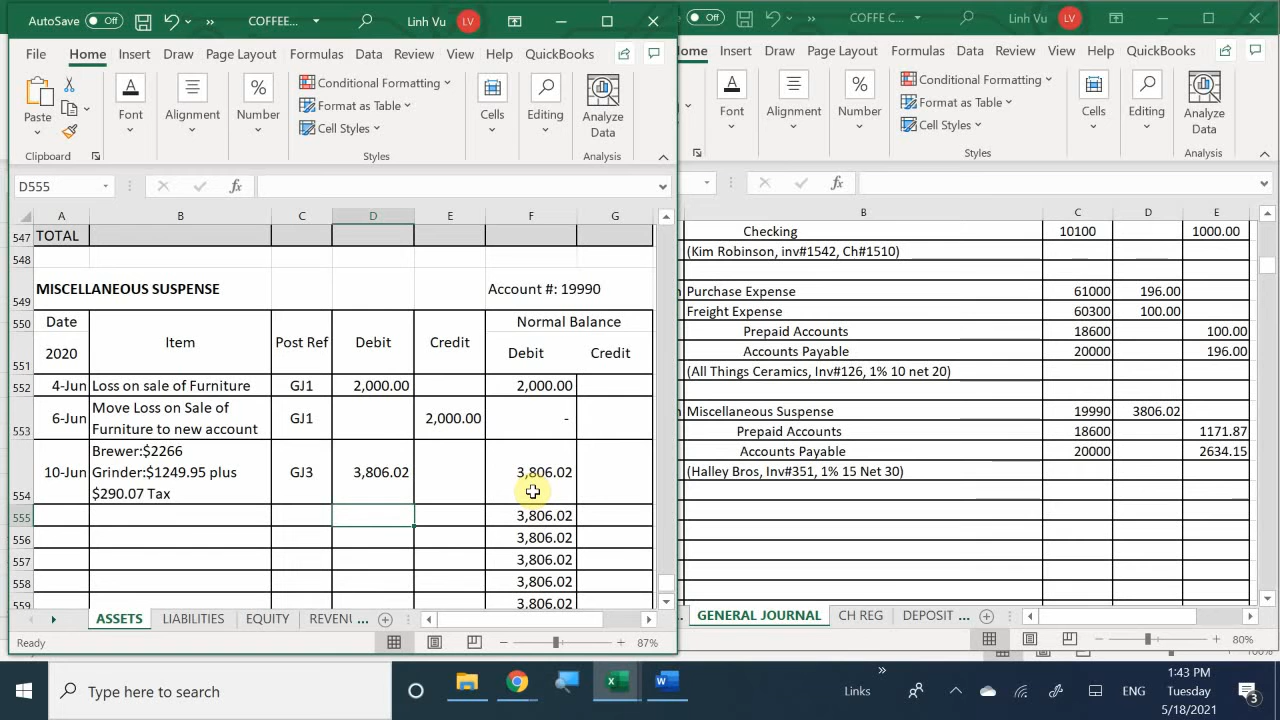 AutoSave Off COFFEE... Linh Vu LV
File Home Insert Draw Page Layout Formulas Data Review View Help QuickBooks
Paste Font Alignment Number Conditional Formatting Format as Table Cell Styles Cells Editing Analyze Data
Clipboard Styles Analysis
D555 fx
A B C D E F G
547 TOTAL
548
549 MISCELLANEOUS SUSPENSE Account #: 19990
550 Date Item Post Ref Debit Credit Normal Balance
551 2020 Debit Credit
552 4-Jun Loss on sale of Furniture GJ1 2,000.00 2,000.00
553 6-Jun Move Loss on Sale of Furniture to new account GJ1 2,000.00 -
554 10-Jun Brewer:$2266 Grinder:$1249.95 plus $290.07 Tax GJ3 3,806.02 3,806.02
555 3,806.02
556 3,806.02
557 3,806.02
558 3,806.02
559 3,806.02
ASSETS LIABILITIES EQUITY REVENU ...
Ready 87%
Off COFFE C... Linh Vu LV
Home Insert Draw Page Layout Formulas Data Review View Help QuickBooks
Font Alignment Number Conditional Formatting Format as Table Cell Styles Cells Editing Analyze Data
Styles Analysis
fx
B C D E
Checking 10100 1000.00
(Kim Robinson, inv#1542, Ch#1510)
n Purchase Expense 61000 196.00
Freight Expense 60300 100.00
Prepaid Accounts 18600 100.00
Accounts Payable 20000 196.00
(All Things Ceramics, Inv#126, 1% 10 net 20)
n Miscellaneous Suspense 19990 3806.02
Prepaid Accounts 18600 1171.87
Accounts Payable 20000 2634.15
(Halley Bros, Inv#351, 1% 15 Net 30)
... GENERAL JOURNAL CH REG DEPOSIT ...
80%
100%
Type here to search
Links
ENG
1:43 PM
Tuesday
5/18/2021
3